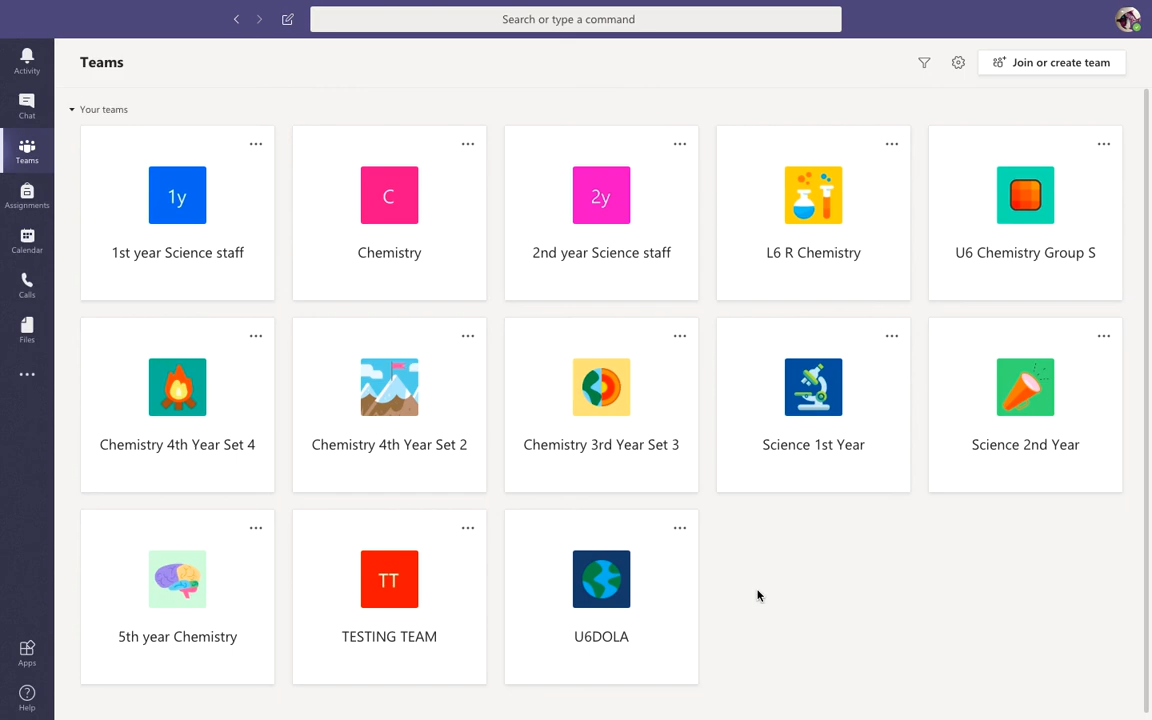 Search or type a command
Activity
Chat
Teams
Assignments
Calendar
Calls
Files
Apps
Help
Teams
Join or create team
Your teams
1y
1st year Science staff
C
Chemistry
2y
2nd year Science staff
L6 R Chemistry
U6 Chemistry Group S
Chemistry 4th Year Set 4
Chemistry 4th Year Set 2
Chemistry 3rd Year Set 3
Science 1st Year
Science 2nd Year
5th year Chemistry
TT
TESTING TEAM
U6DOLA